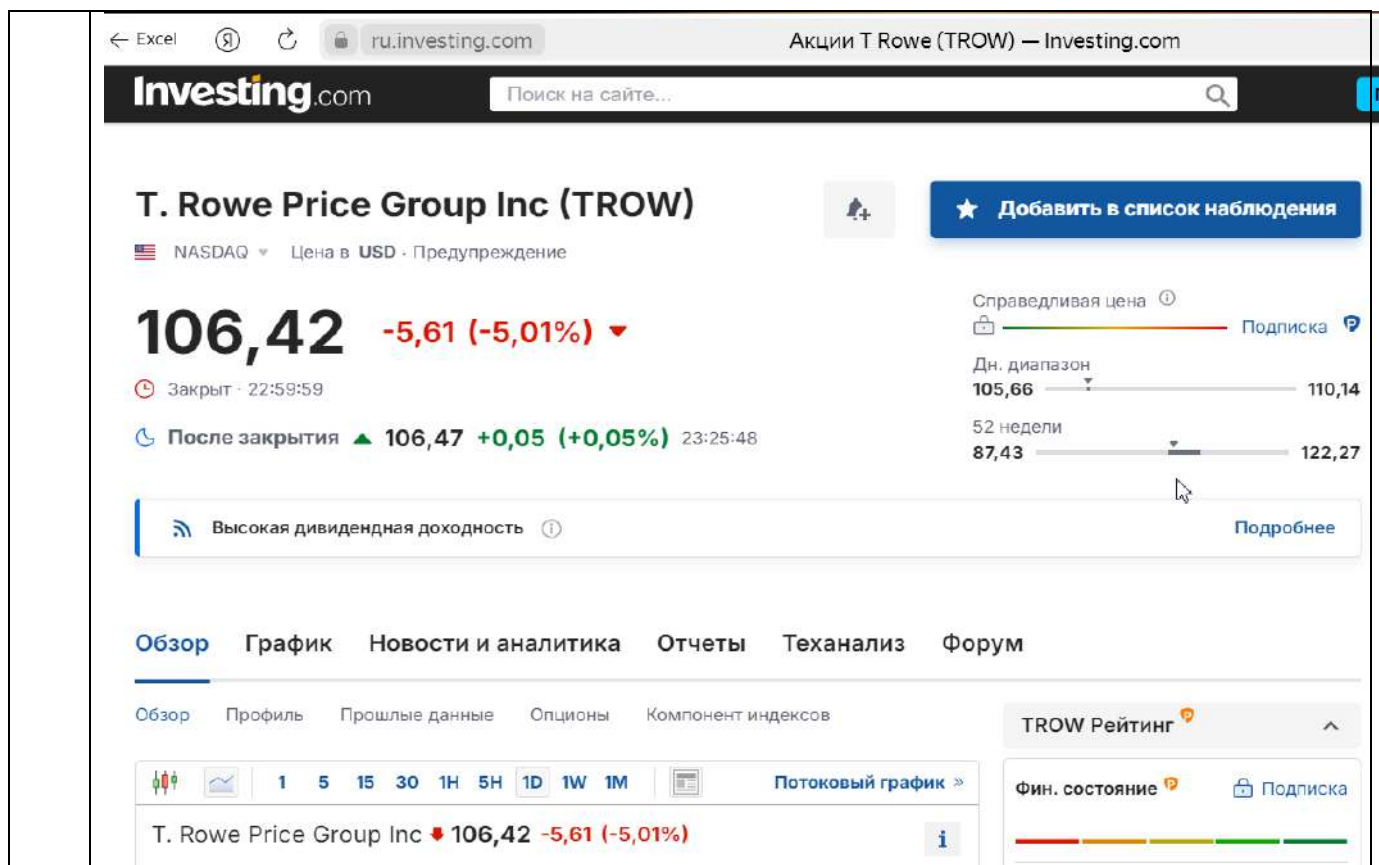 ← Excel Я ru.investing.com Акции T Rowe (TROW) — Investing.com
Investing.com Поиск на сайте...
T. Rowe Price Group Inc (TROW)
Добавить в список наблюдения
NASDAQ Цена в USD · Предупреждение
Справедливая цена
Подписка
106,42 -5,61 (-5,01%)
Дн. диапазон
105,66 110,14
Закрыт · 22:59:59
52 недели
87,43 122,27
После закрытия 106,47 +0,05 (+0,05%) 23:25:48
Высокая дивидендная доходность Подробнее
Обзор График Новости и аналитика Отчеты Теханализ Форум
Обзор Профиль Прошлые данные Опционы Компонент индексов
TROW Рейтинг
1 5 15 30 1H 5H 1D 1W 1M Потоковый график »
Фин. состояние Подписка
T. Rowe Price Group Inc 106,42 -5,61 (-5,01%) i